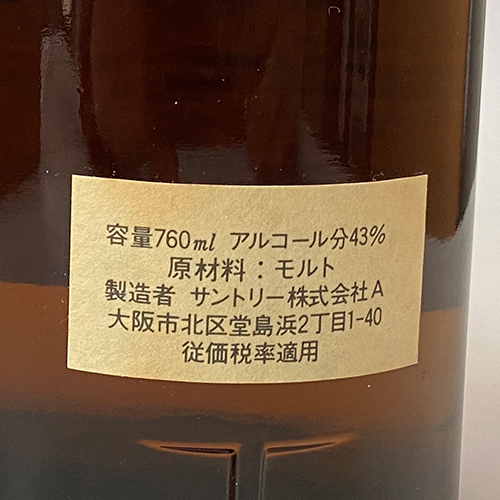 容量760ml アルコール分43%
原材料：モルト
製造者 サントリー株式会社A
大阪市北区堂島浜2丁目1-40
従価税率適用